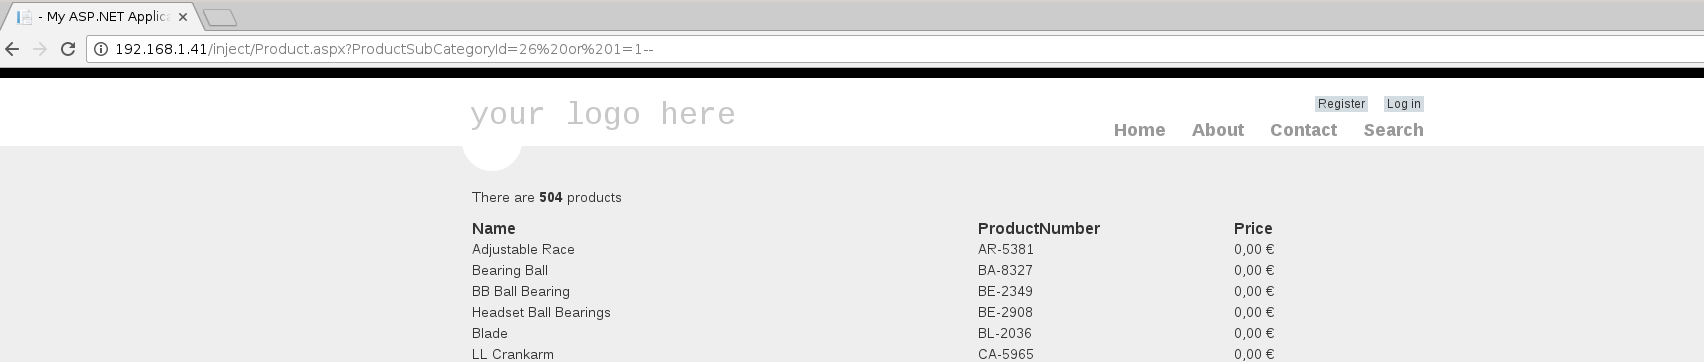 - My ASP.NET Applica
192.168.1.41/inject/Product.aspx?ProductSubCategoryId=26%20or%201=1--
your logo here
Register Log in
Home About Contact Search
There are 504 products
Name ProductNumber Price
Adjustable Race AR-5381 0,00 €
Bearing Ball BA-8327 0,00 €
BB Ball Bearing BE-2349 0,00 €
Headset Ball Bearings BE-2908 0,00 €
Blade BL-2036 0,00 €
LL Crankarm CA-5965 0,00 €